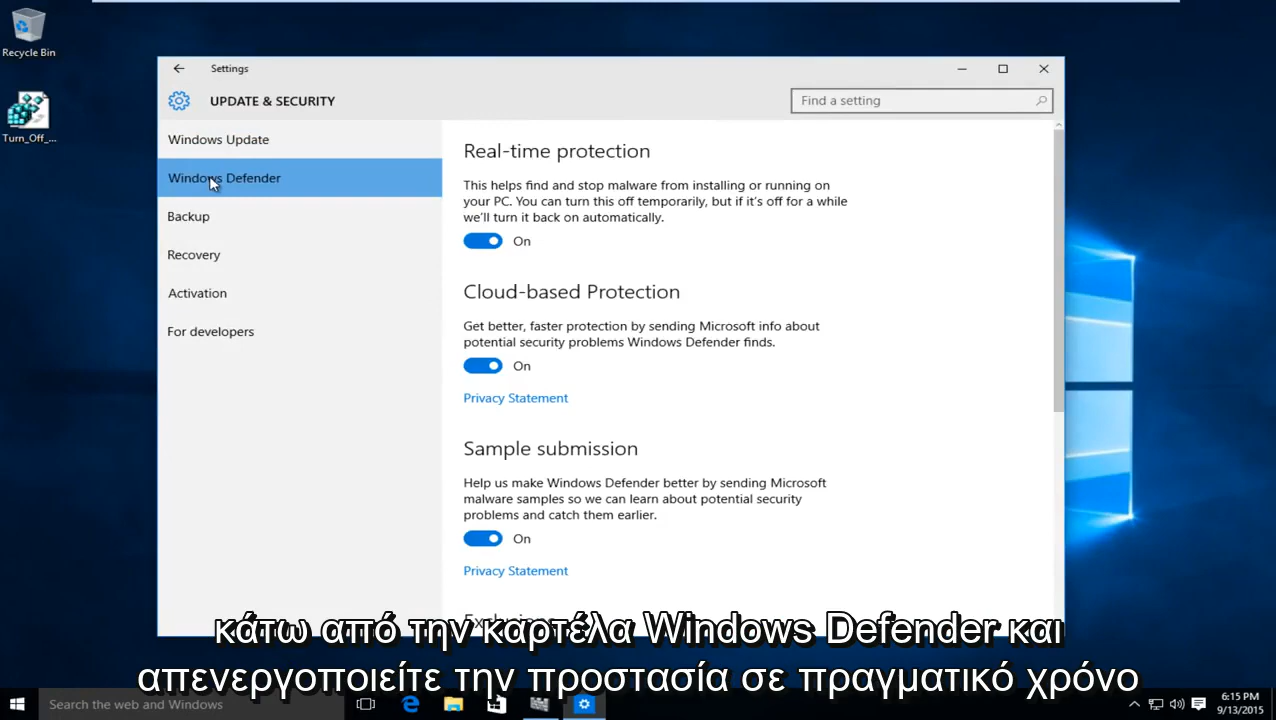 Recycle Bin
Turn_Off_...
Settings
UPDATE & SECURITY
Find a setting
Windows Update
Windows Defender
Backup
Recovery
Activation
For developers
Real-time protection
This helps find and stop malware from installing or running on
your PC. You can turn this off temporarily, but if it's off for a while
we'll turn it back on automatically.
On
Cloud-based Protection
Get better, faster protection by sending Microsoft info about
potential security problems Windows Defender finds.
On
Privacy Statement
Sample submission
Help us make Windows Defender better by sending Microsoft
malware samples so we can learn about potential security
problems and catch them earlier.
On
Privacy Statement
κάτω από την καρτέλα Windows Defender και
απενεργοποιείτε την προστασία σε πραγματικό χρόνο
Search the web and Windows
6:15 PM
9/13/2015